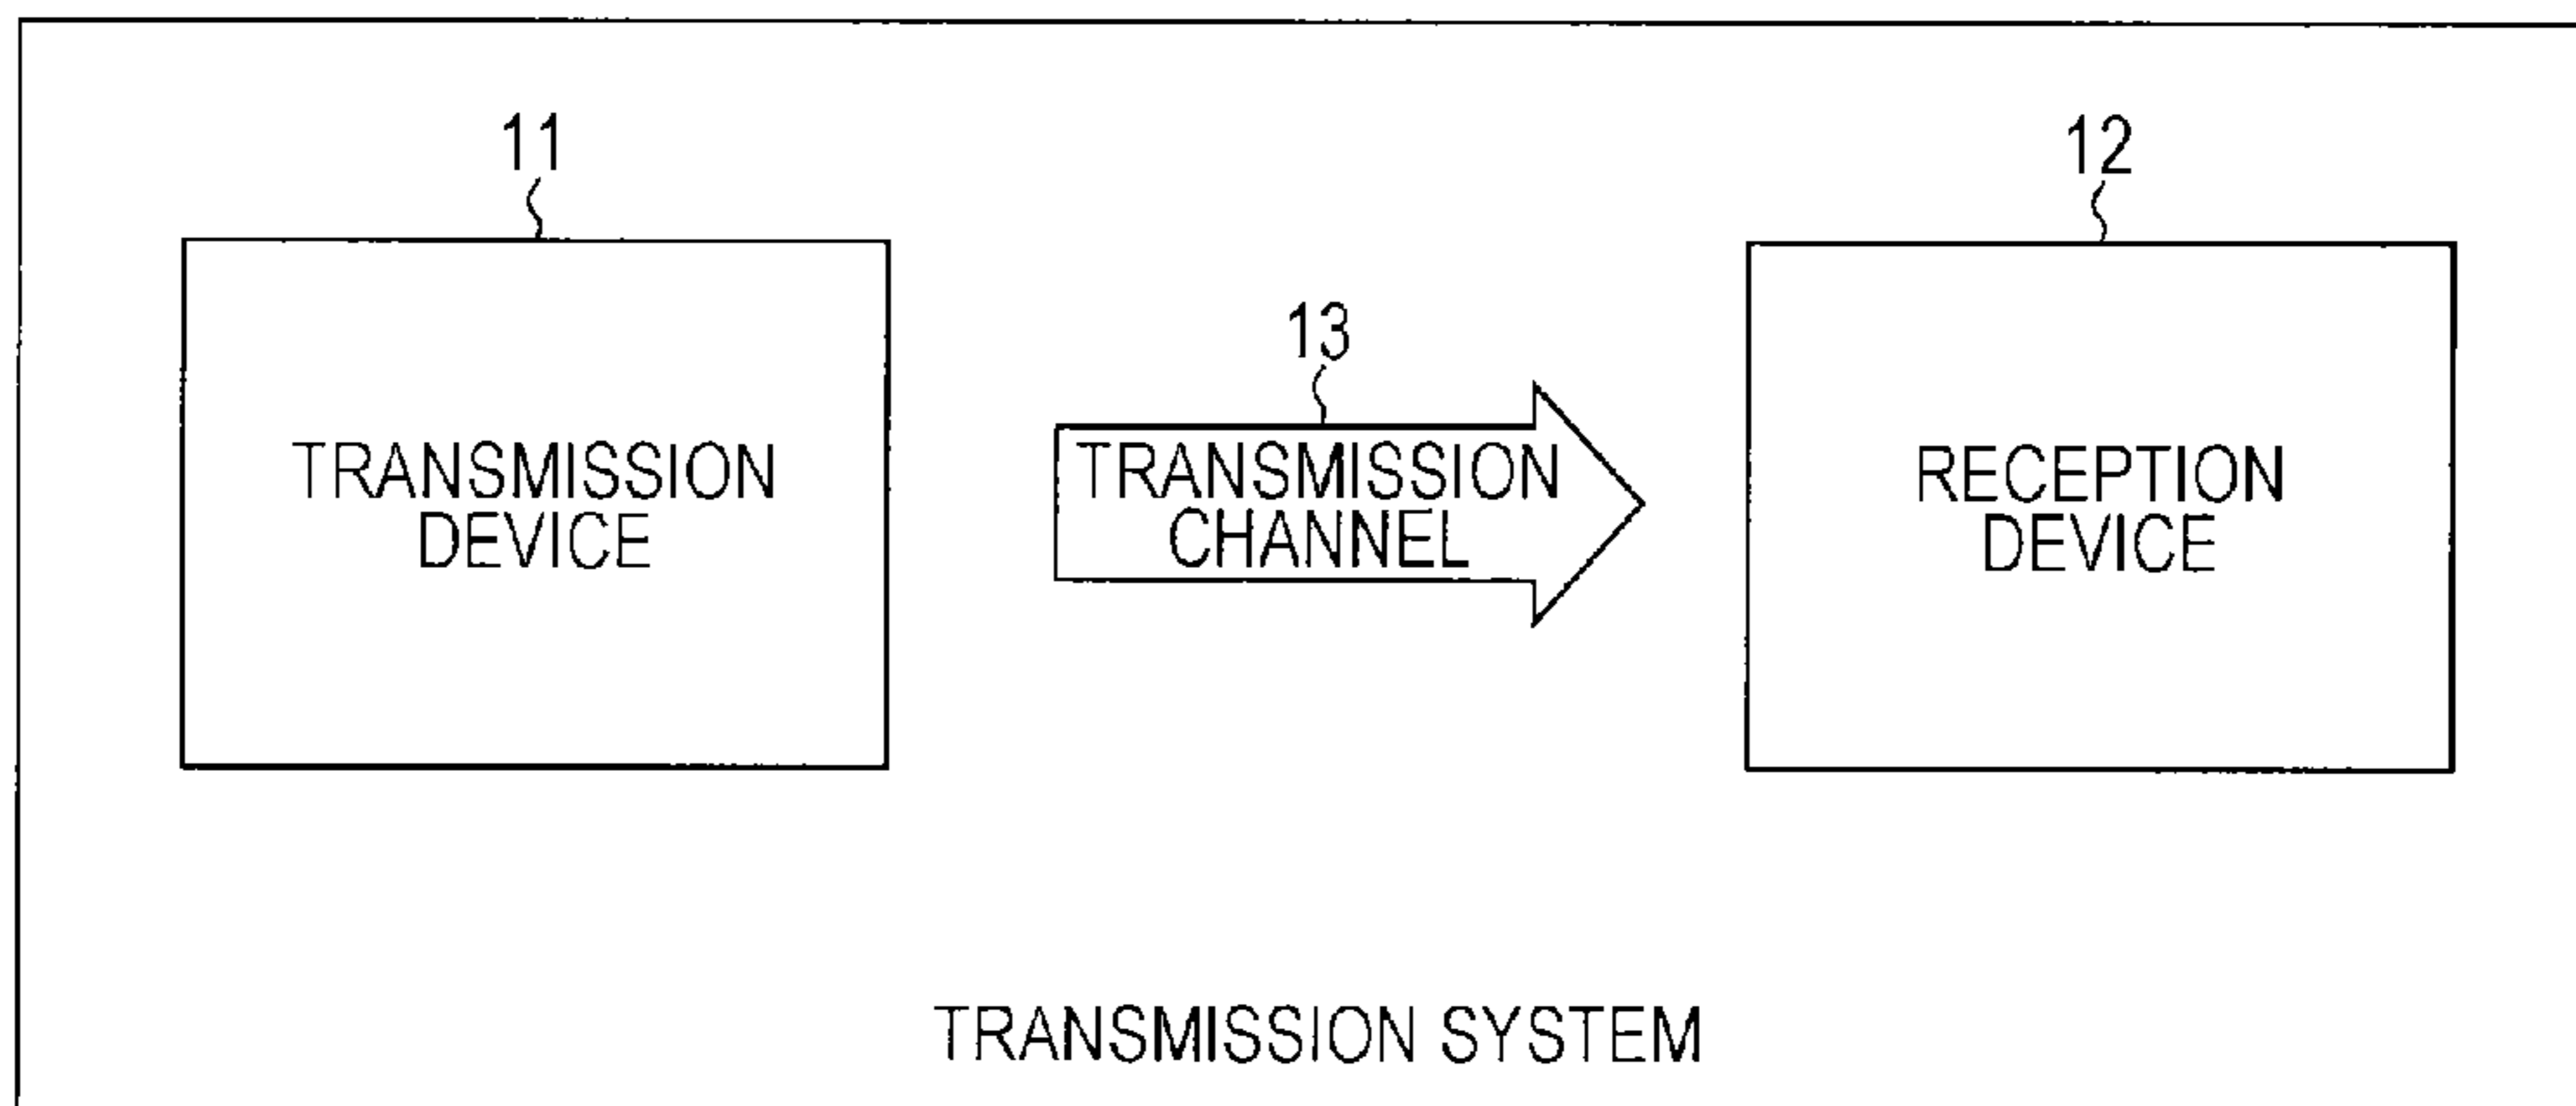 11
12
13
TRANSMISSION
DEVICE
TRANSMISSION
CHANNEL
RECEPTION
DEVICE
TRANSMISSION SYSTEM